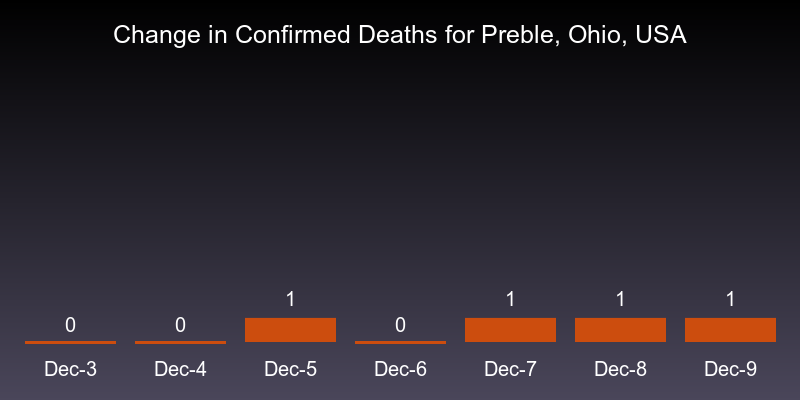 Change in Confirmed Deaths for Preble, Ohio, USA
0 0 1 0 1 1 1
Dec-3 Dec-4 Dec-5 Dec-6 Dec-7 Dec-8 Dec-9